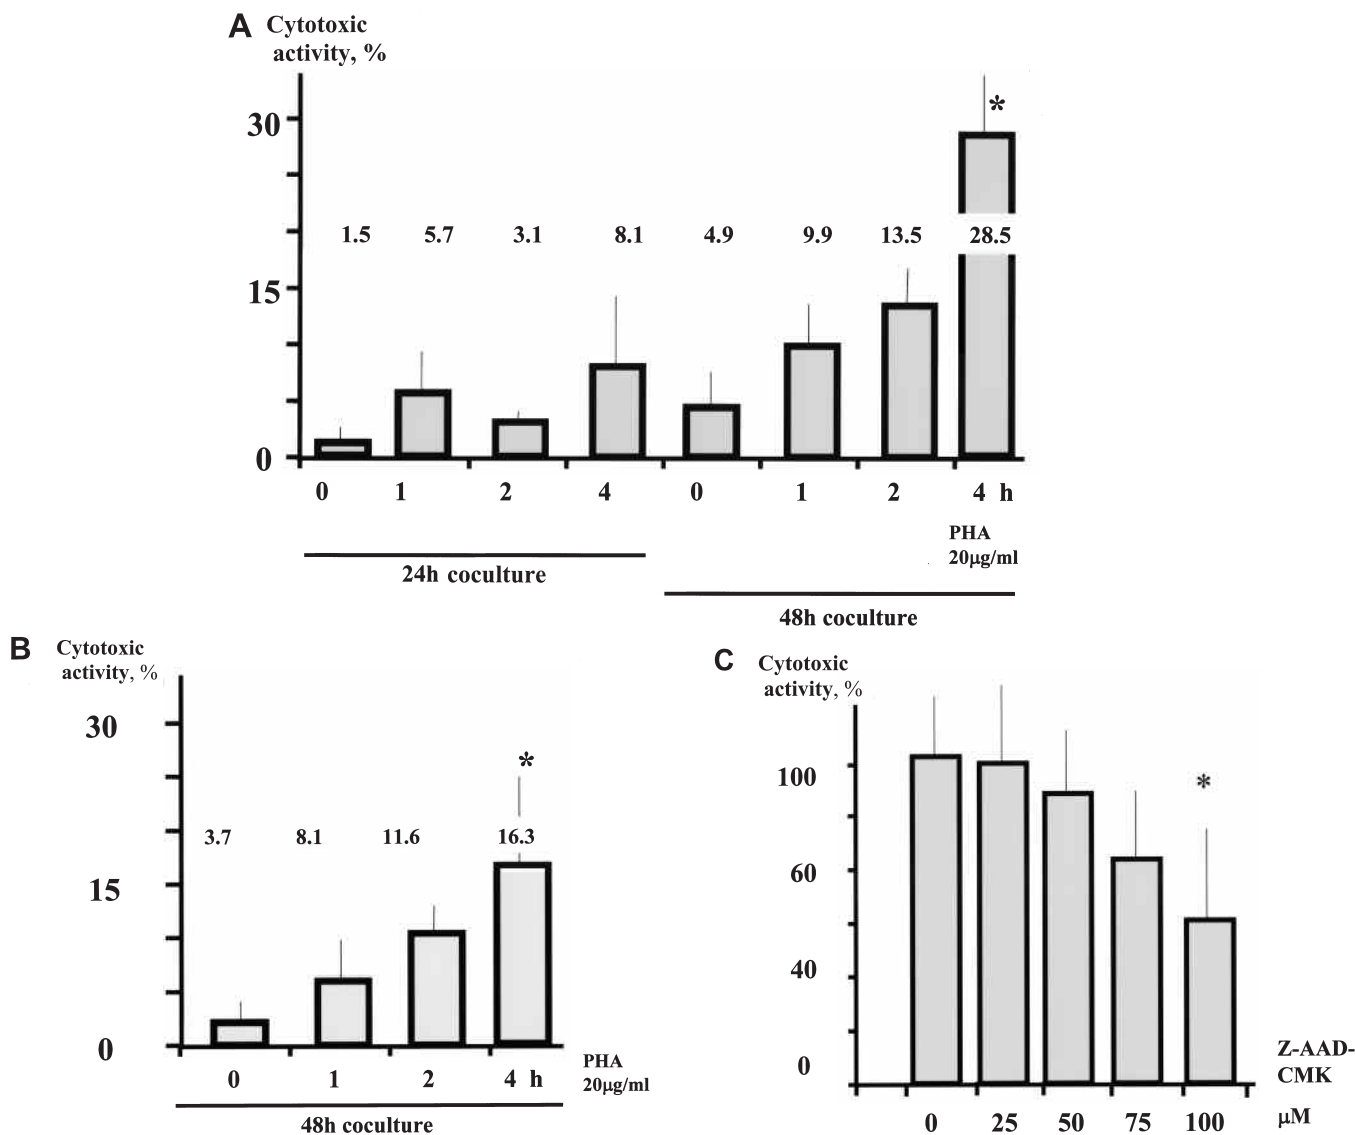 A Cytotoxic
activity, %
30
1.5 5.7 3.1 8.1 4.9 9.9 13.5 28.5
15
0
0 1 2 4 0 1 2 4 h
PHA
20µg/ml
24h coculture
48h coculture
B Cytotoxic
activity, %
30
*
3.7 8.1 11.6 16.3
15
0
0 1 2 4 h
PHA
20µg/ml
48h coculture
C Cytotoxic
activity, %
100
*
60
40
0
Z-AAD-
CMK
0 25 50 75 100 µM